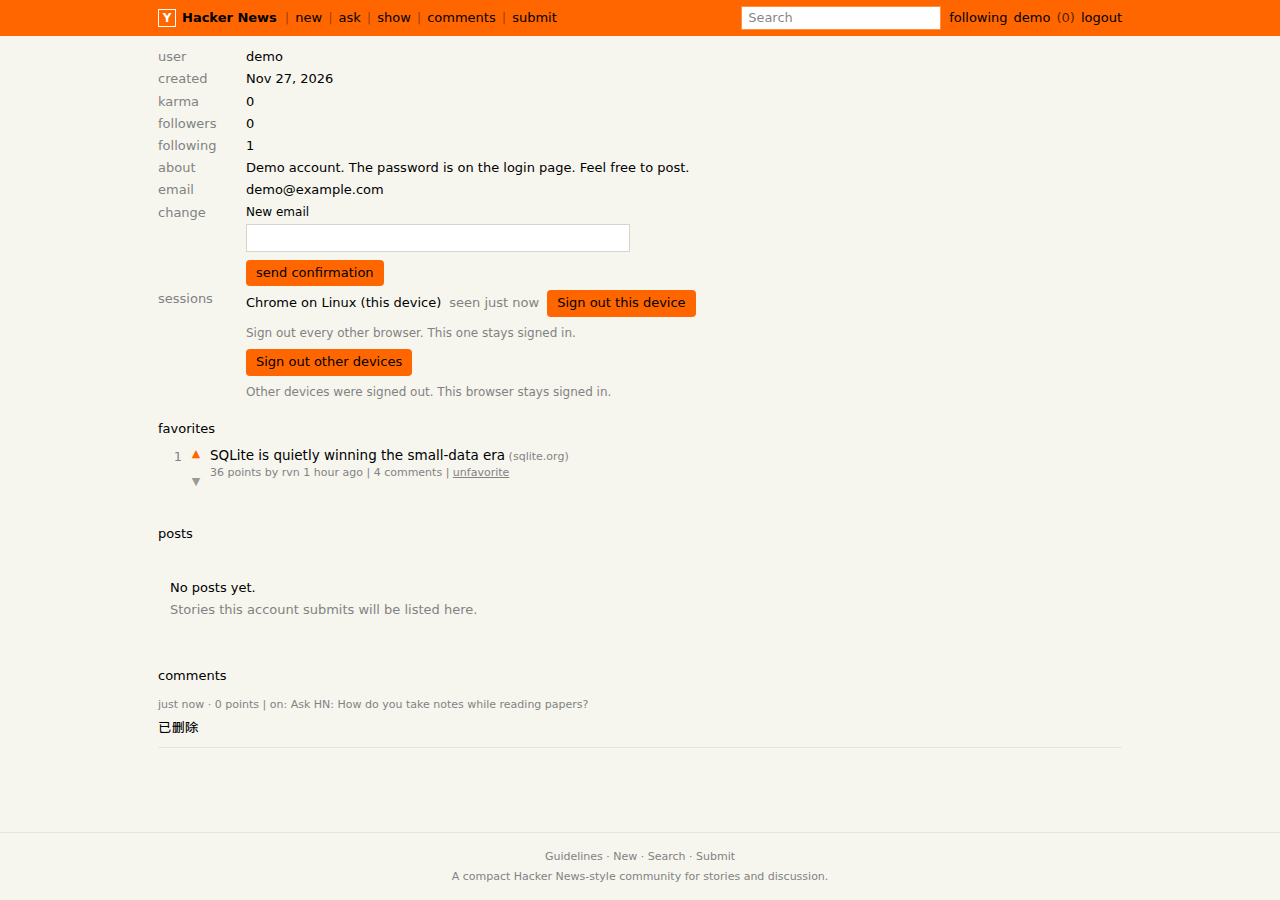 Y Hacker News | new | ask | show | comments | submit Search following demo (0) logout
user demo
created Nov 27, 2026
karma 0
followers 0
following 1
about Demo account. The password is on the login page. Feel free to post.
email demo@example.com
change New email
send confirmation
sessions Chrome on Linux (this device) seen just now Sign out this device
Sign out every other browser. This one stays signed in.
Sign out other devices
Other devices were signed out. This browser stays signed in.
favorites
1 ▲ SQLite is quietly winning the small-data era (sqlite.org)
▼ 36 points by rvn 1 hour ago | 4 comments | unfavorite
posts
No posts yet.
Stories this account submits will be listed here.
comments
just now · 0 points | on: Ask HN: How do you take notes while reading papers?
已删除
Guidelines · New · Search · Submit
A compact Hacker News-style community for stories and discussion.